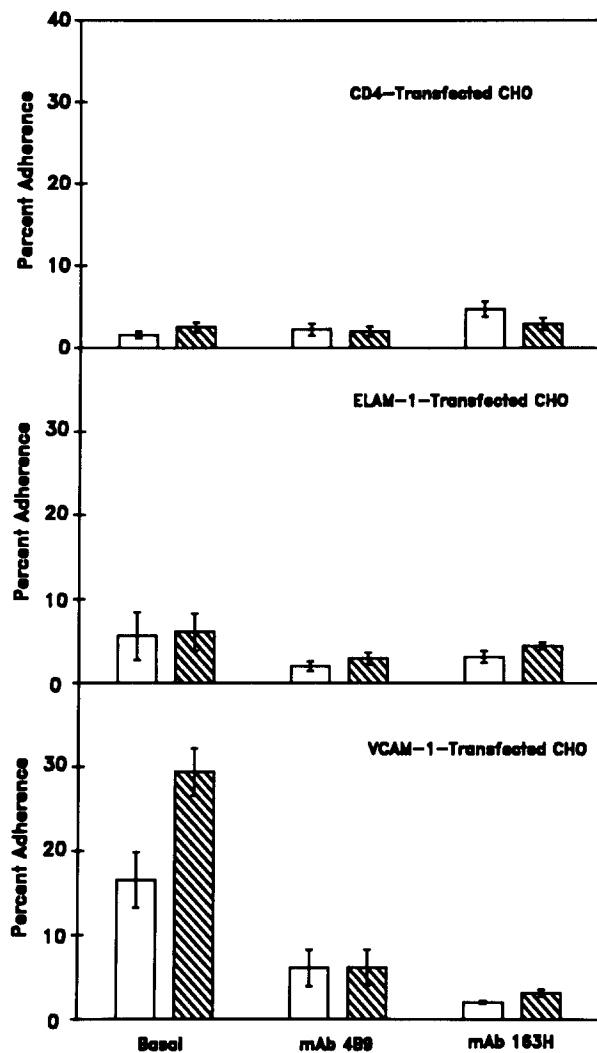 40
CD4-Transfected CHO
30
20
10
0
Percent Adherence
ELAM-1-Transfected CHO
30
20
10
0
Percent Adherence
VCAM-1-Transfected CHO
30
20
10
0
Percent Adherence
Basal
mAb 4B9
mAb 163H